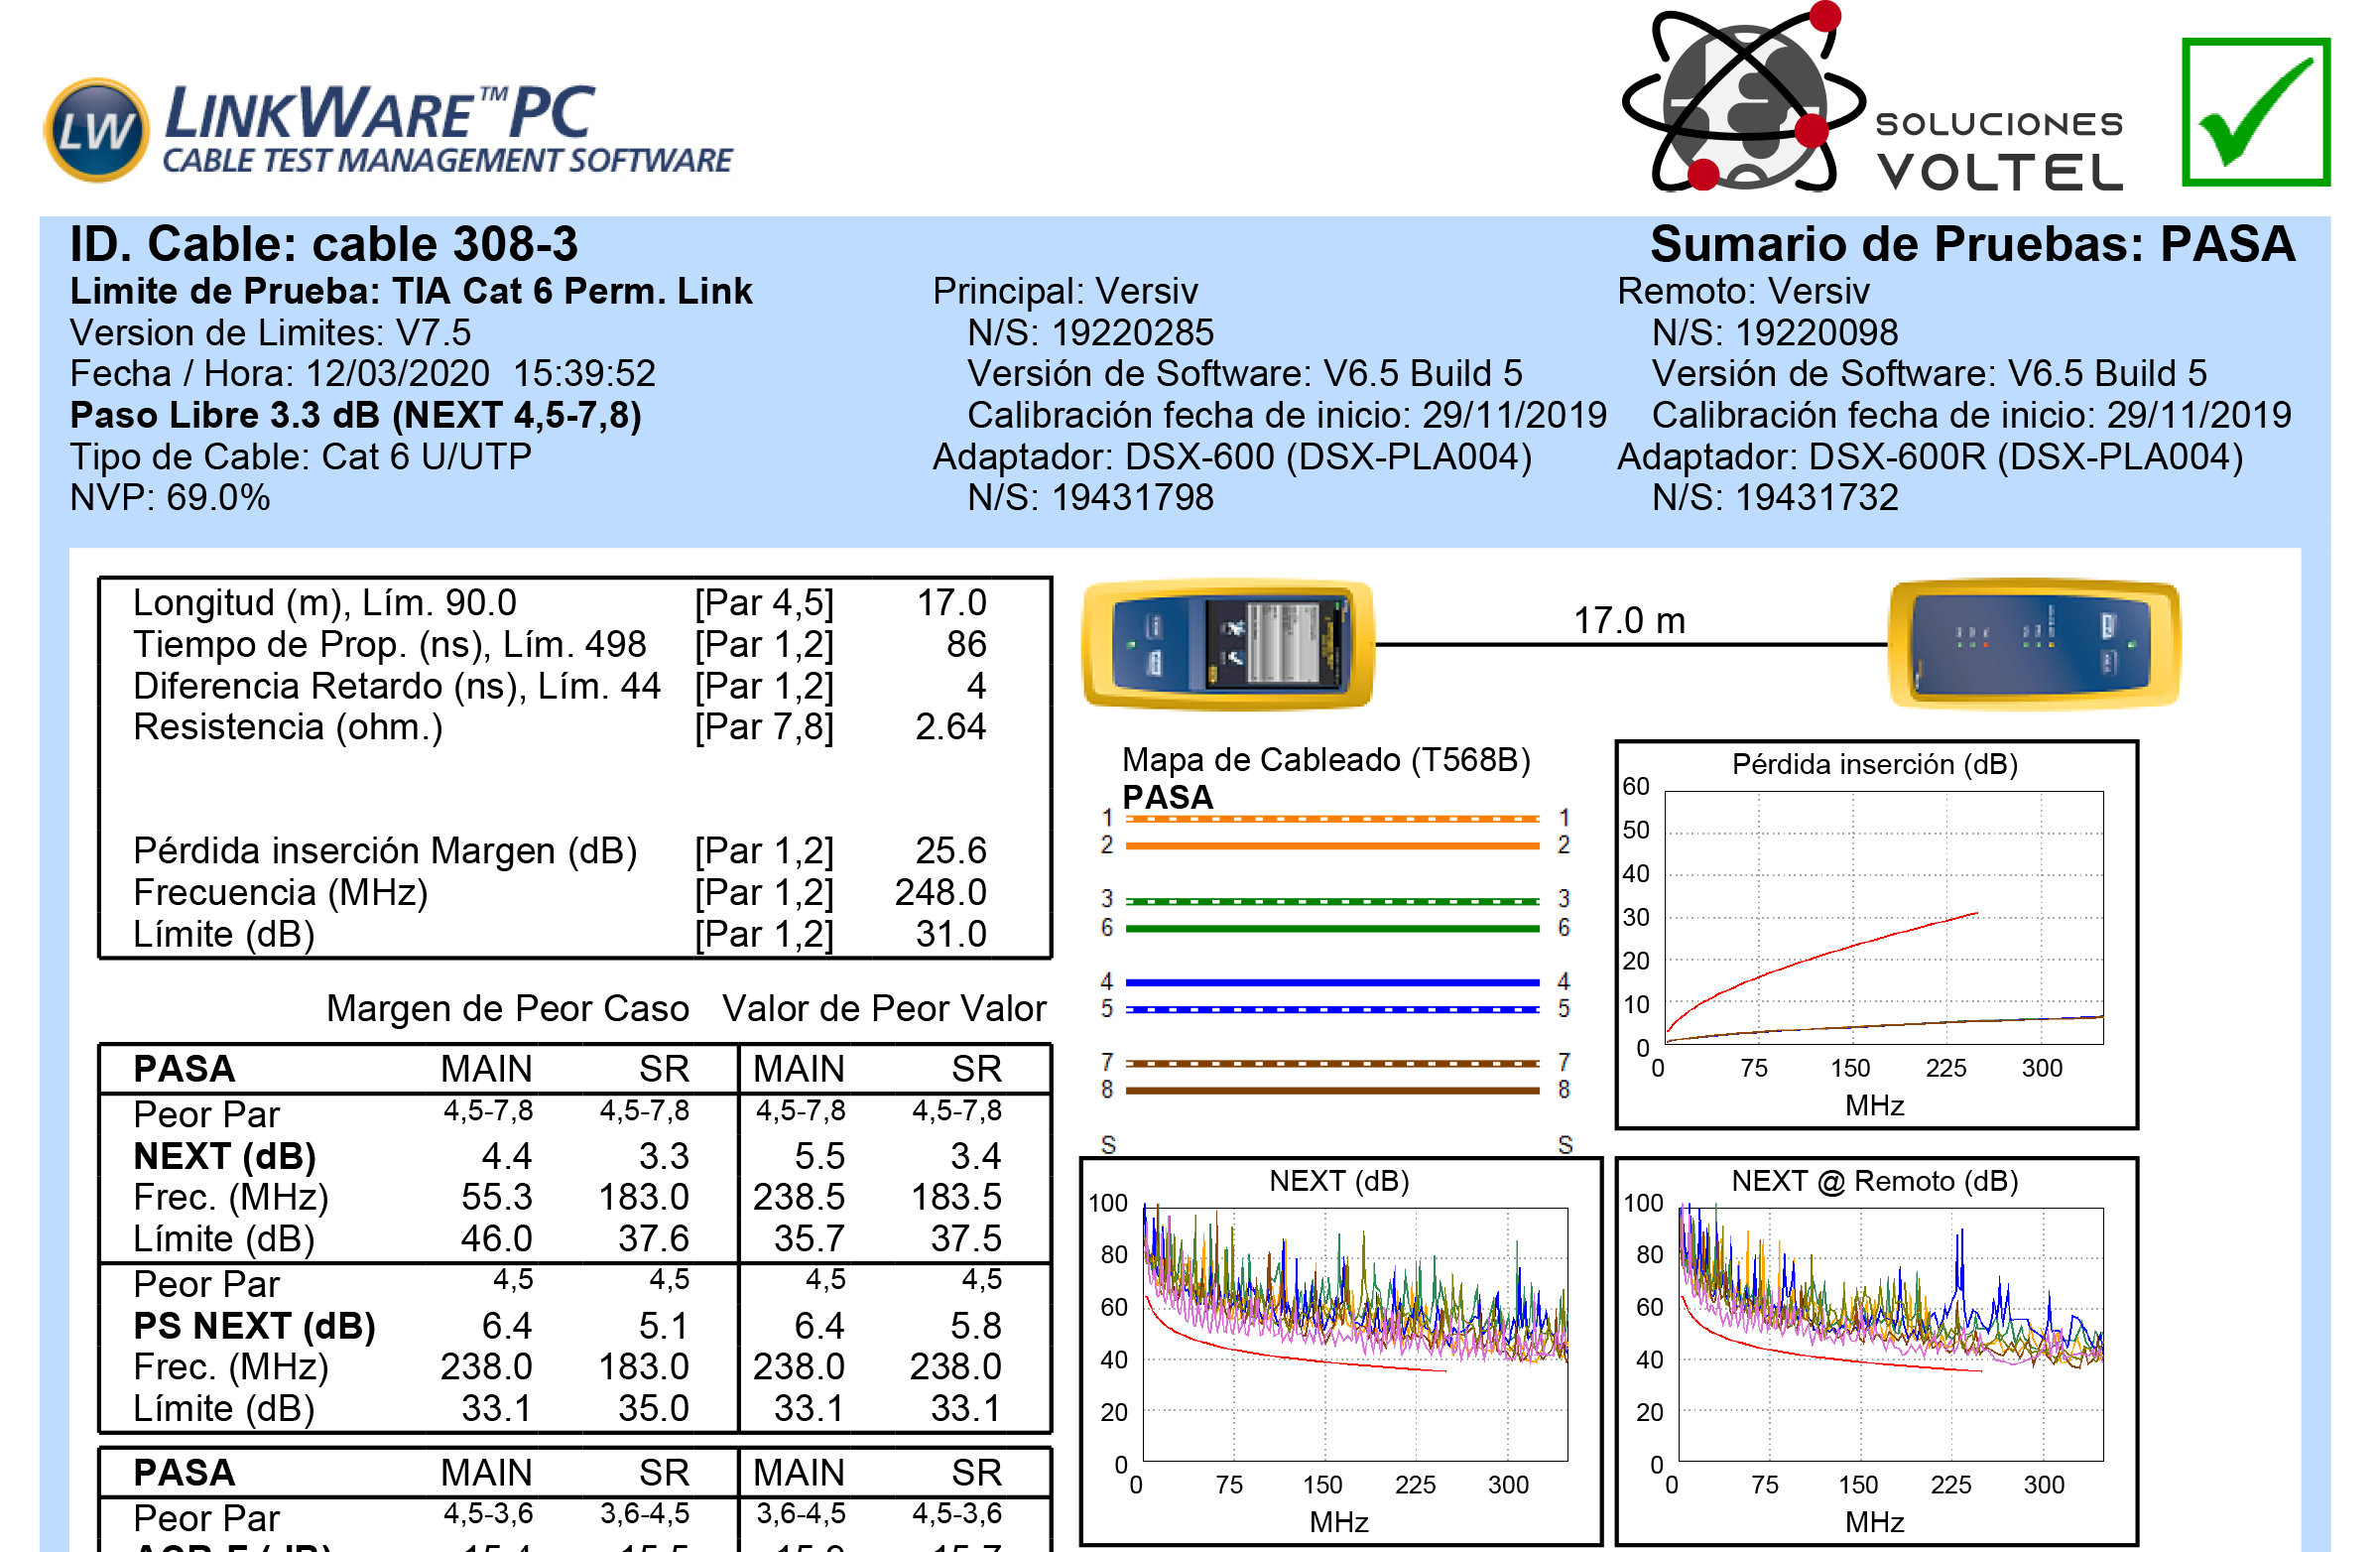 LW LINKWARE™PC
CABLE TEST MANAGEMENT SOFTWARE
SOLUCIONES
VOLTEL
ID. Cable: cable 308-3
Sumario de Pruebas: PASA
Limite de Prueba: TIA Cat 6 Perm. Link
Version de Limites: V7.5
Fecha / Hora: 12/03/2020 15:39:52
Paso Libre 3.3 dB (NEXT 4,5-7,8)
Tipo de Cable: Cat 6 U/UTP
NVP: 69.0%
Principal: Versiv
N/S: 19220285
Versión de Software: V6.5 Build 5
Calibración fecha de inicio: 29/11/2019
Adaptador: DSX-600 (DSX-PLA004)
N/S: 19431798
Remoto: Versiv
N/S: 19220098
Versión de Software: V6.5 Build 5
Calibración fecha de inicio: 29/11/2019
Adaptador: DSX-600R (DSX-PLA004)
N/S: 19431732
Longitud (m), Lím. 90.0 [Par 4,5] 17.0
Tiempo de Prop. (ns), Lím. 498 [Par 1,2] 86
Diferencia Retardo (ns), Lím. 44 [Par 1,2] 4
Resistencia (ohm.) [Par 7,8] 2.64
Pérdida inserción Margen (dB) [Par 1,2] 25.6
Frecuencia (MHz) [Par 1,2] 248.0
Límite (dB) [Par 1,2] 31.0
Margen de Peor Caso Valor de Peor Valor
PASA MAIN SR MAIN SR
Peor Par 4,5-7,8 4,5-7,8 4,5-7,8 4,5-7,8
NEXT (dB) 4.4 3.3 5.5 3.4
Frec. (MHz) 55.3 183.0 238.5 183.5
Límite (dB) 46.0 37.6 35.7 37.5
Peor Par 4,5 4,5 4,5 4,5
PS NEXT (dB) 6.4 5.1 6.4 5.8
Frec. (MHz) 238.0 183.0 238.0 238.0
Límite (dB) 33.1 35.0 33.1 33.1
PASA MAIN SR MAIN SR
Peor Par 4,5-3,6 3,6-4,5 3,6-4,5 4,5-3,6
17.0 m
Mapa de Cableado (T568B)
PASA
1 1
2 2
3 3
6 6
4 4
5 5
7 7
8 8
S S
Pérdida inserción (dB)
60
50
40
30
20
10
0
0 75 150 225 300
MHz
NEXT (dB)
100
80
60
40
20
0
0 75 150 225 300
MHz
NEXT @ Remoto (dB)
100
80
60
40
20
0
0 75 150 225 300
MHz